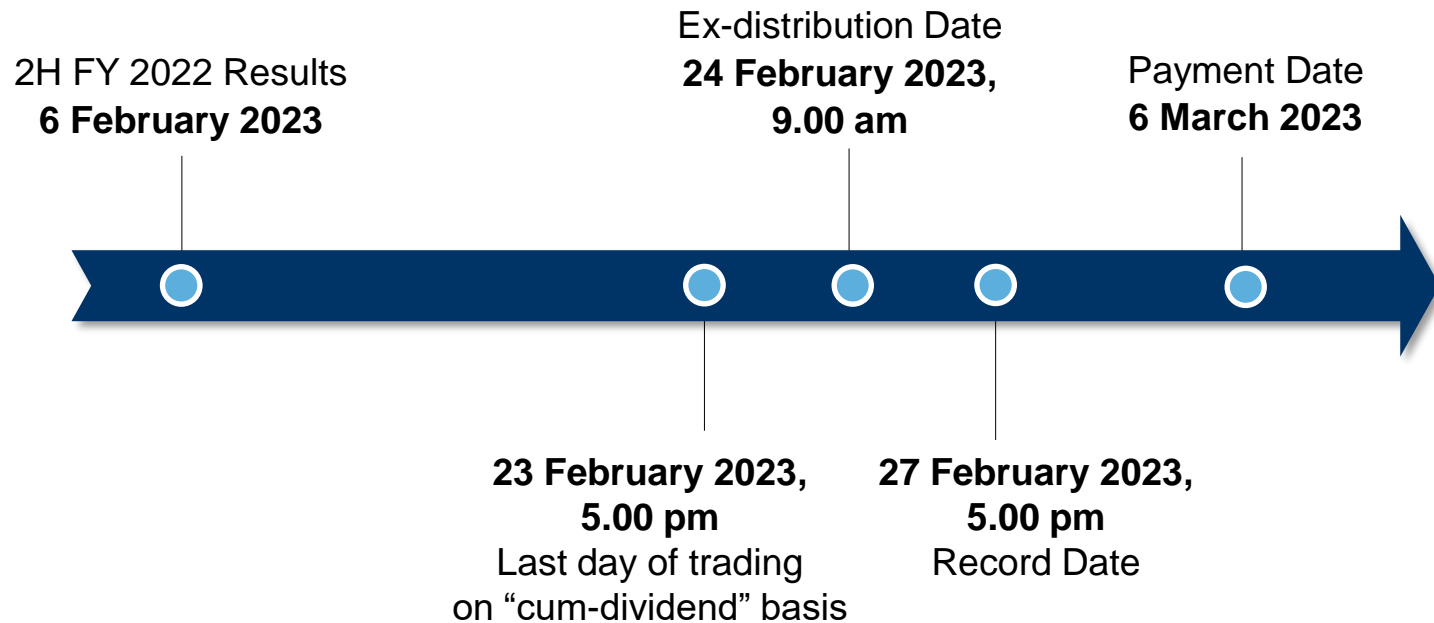 2H FY 2022 Results
6 February 2023
Ex-distribution Date
24 February 2023,
9.00 am
Payment Date
6 March 2023
23 February 2023,
5.00 pm
Last day of trading
on “cum-dividend” basis
27 February 2023,
5.00 pm
Record Date